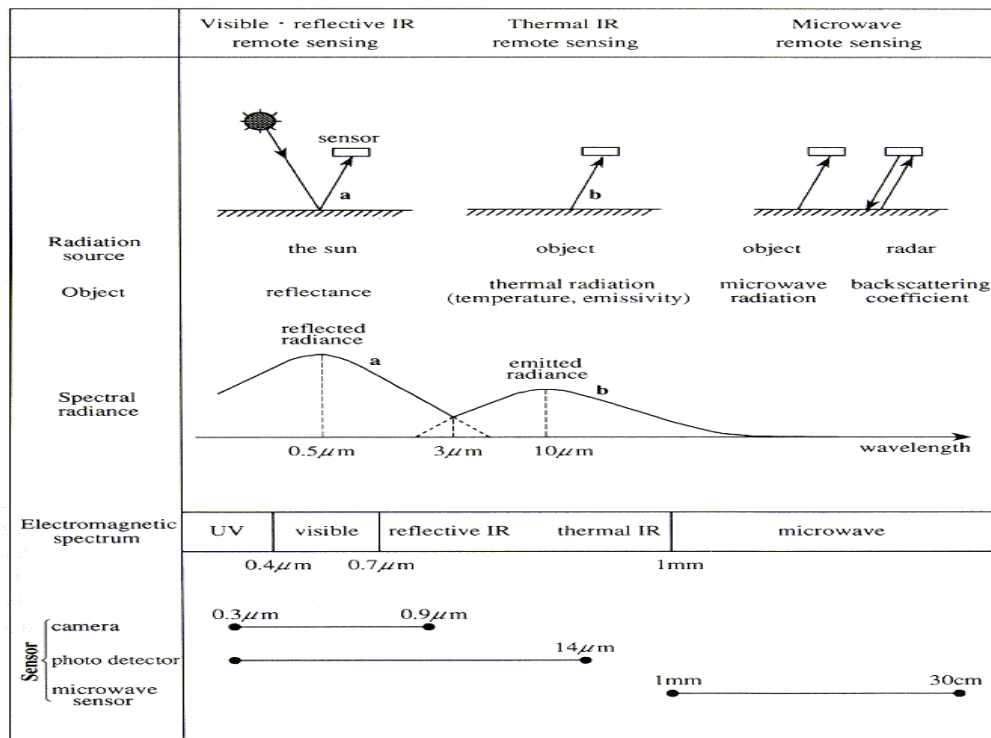 Visible · reflective IR
remote sensing
Thermal IR
remote sensing
Microwave
remote sensing
sensor
a
b
Radiation
source
the sun
object
object
radar
Object
reflectance
thermal radiation
(temperature, emissivity)
microwave
radiation
backscattering
coefficient
reflected
radiance
a
emitted
radiance
b
Spectral
radiance
0.5μm
3μm
10μm
wavelength
Electromagnetic
spectrum
UV
visible
reflective IR
thermal IR
microwave
0.4μm
0.7μm
1mm
Sensor
camera
0.3μm
0.9μm
photo detector
14μm
microwave
sensor
1mm
30cm